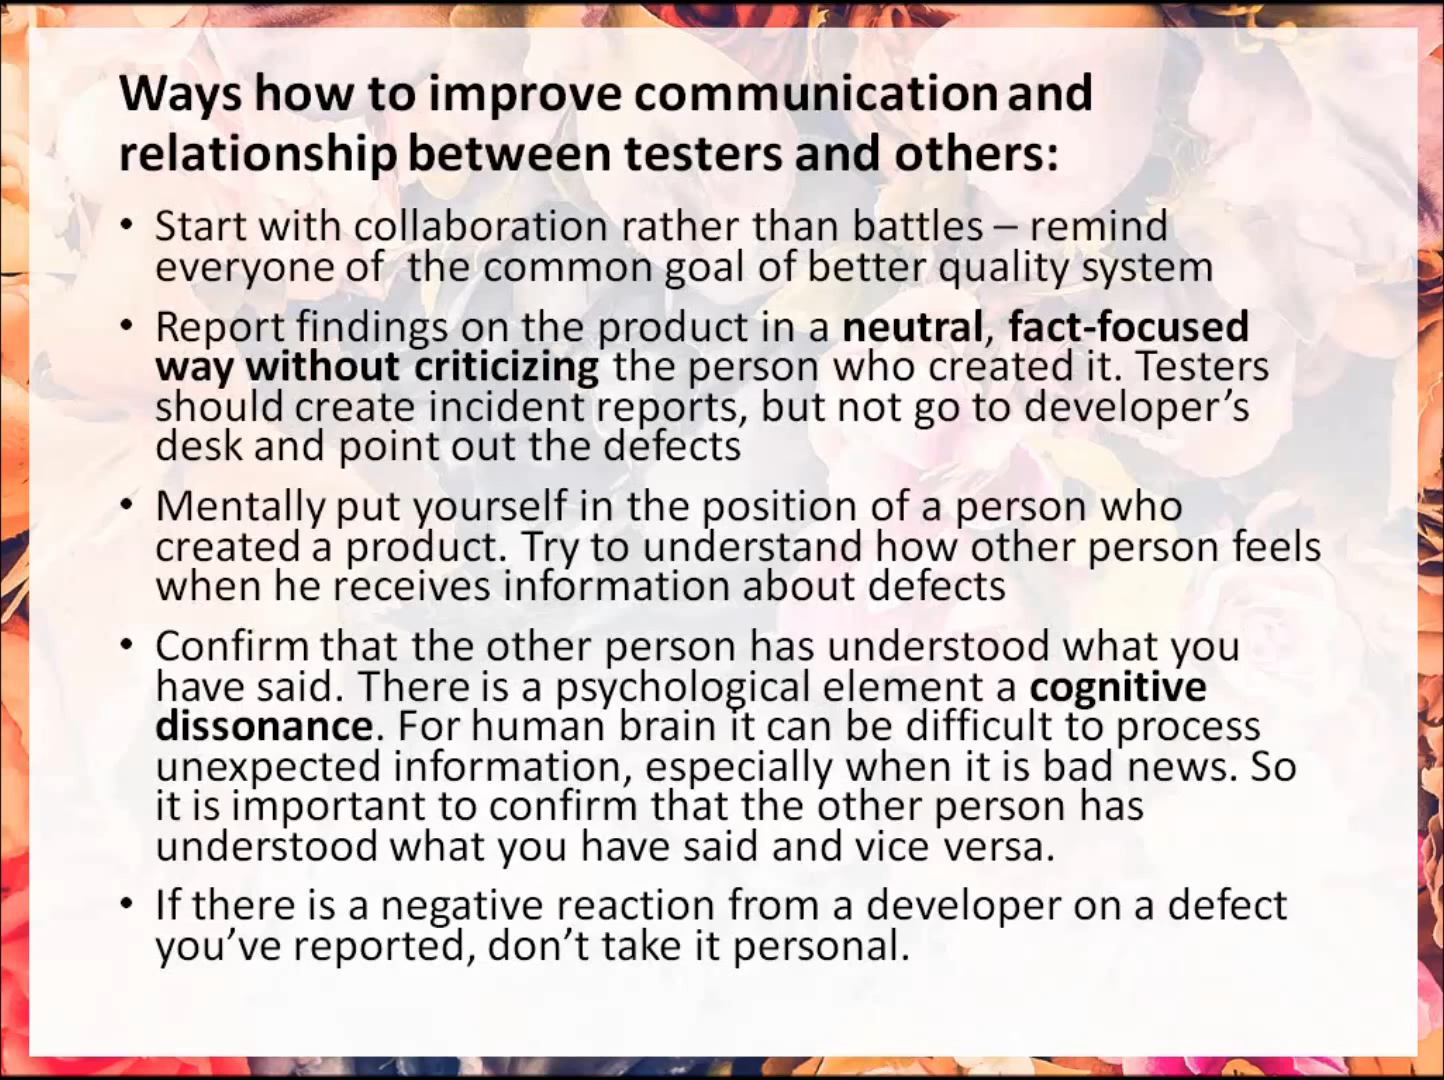 Ways how to improve communication and
relationship between testers and others:
• Start with collaboration rather than battles – remind
everyone of  the common goal of better quality system
• Report findings on the product in a neutral, fact-focused
way without criticizing the person who created it. Testers
should create incident reports, but not go to developer’s
desk and point out the defects
• Mentally put yourself in the position of a person who
created a product. Try to understand how other person feels
when he receives information about defects
• Confirm that the other person has understood what you
have said. There is a psychological element a cognitive
dissonance. For human brain it can be difficult to process
unexpected information, especially when it is bad news. So
it is important to confirm that the other person has
understood what you have said and vice versa.
• If there is a negative reaction from a developer on a defect
you’ve reported, don’t take it personal.